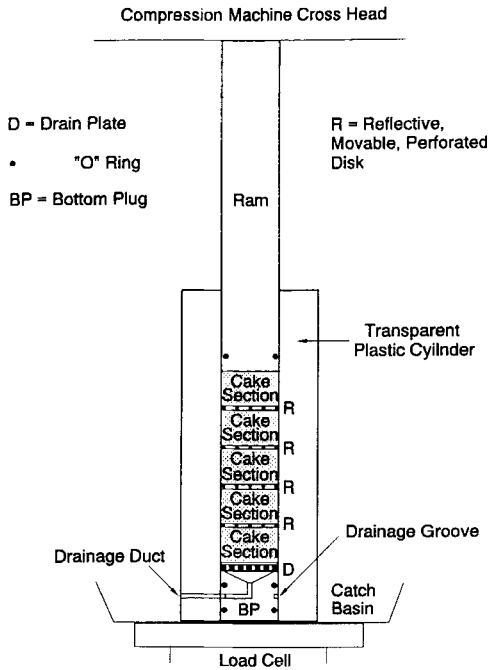 Compression Machine Cross Head
D = Drain Plate
• "O" Ring
BP = Bottom Plug
R = Reflective,
Movable, Perforated
Disk
Ram
Transparent
Plastic Cyilnder
Cake
Section
R
Cake
Section
R
Cake
Section
R
Cake
Section
R
Cake
Section
D
Drainage Duct
Drainage Groove
BP
Catch
Basin
Load Cell